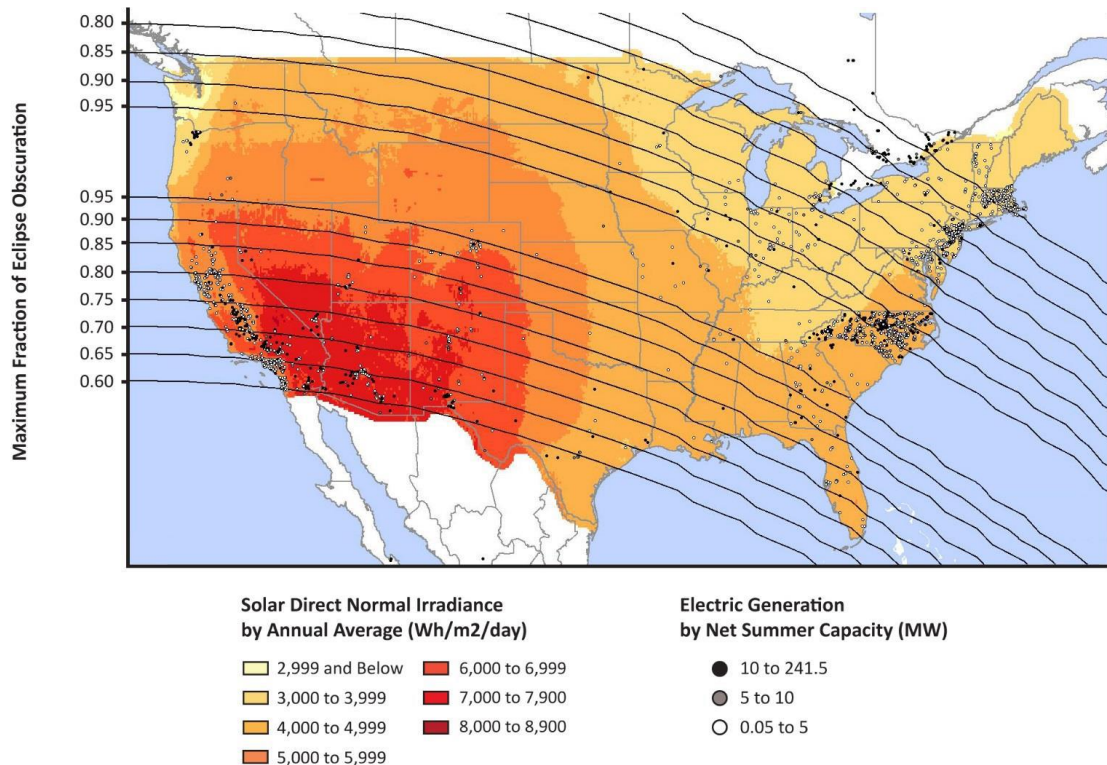 0.80
0.85
0.90
0.95
0.95
0.90
0.85
0.80
0.75
0.70
0.65
0.60
Maximum Fraction of Eclipse Obscuration
Solar Direct Normal Irradiance
by Annual Average (Wh/m2/day)
2,999 and Below
3,000 to 3,999
4,000 to 4,999
5,000 to 5,999
6,000 to 6,999
7,000 to 7,900
8,000 to 8,900
Electric Generation
by Net Summer Capacity (MW)
10 to 241.5
5 to 10
0.05 to 5